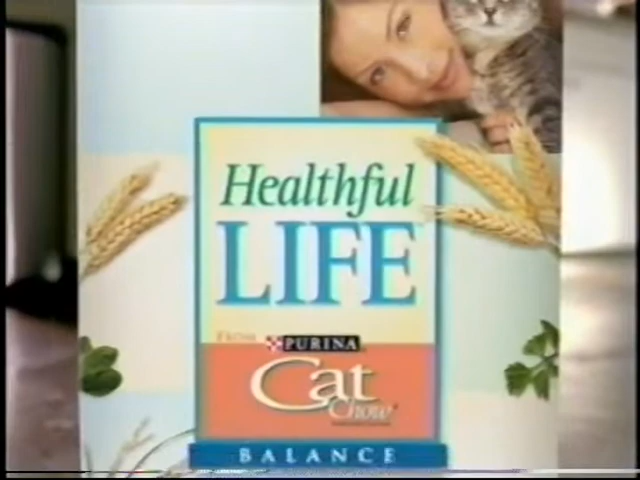 Healthful
LIFE
FROM PURINA
Cat
Chow
BALANCE